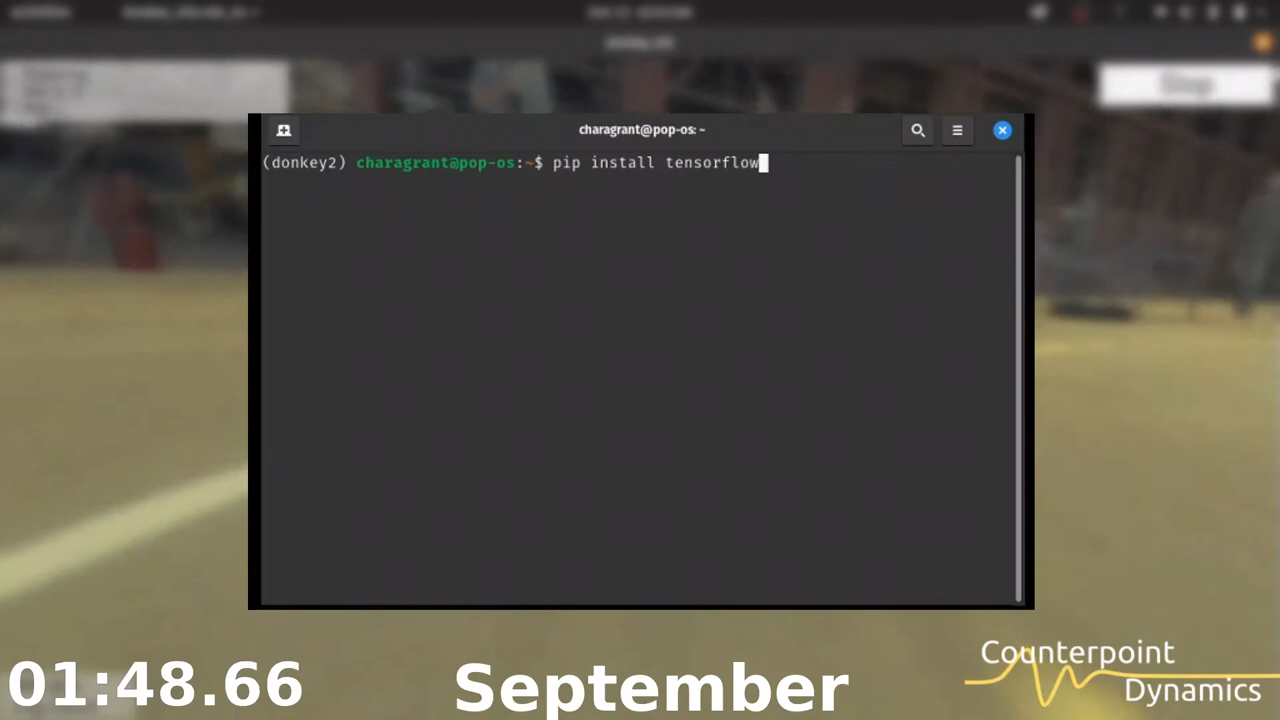 charagrant@pop-os: ~
(donkey2) charagrant@pop-os:~$ pip install tensorflow
01:48.66
September
Counterpoint
Dynamics